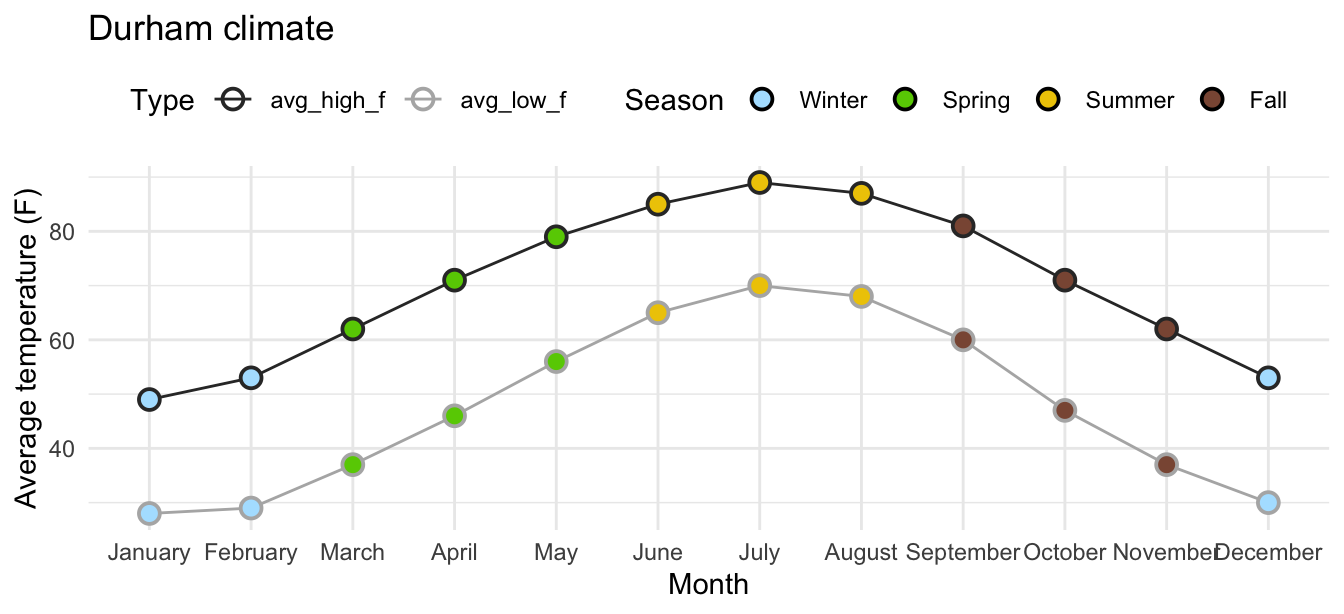 Durham climate
Type avg_high_f avg_low_f Season Winter Spring Summer Fall
Average temperature (F)
80
60
40
January February March April May June July August September October November December
Month